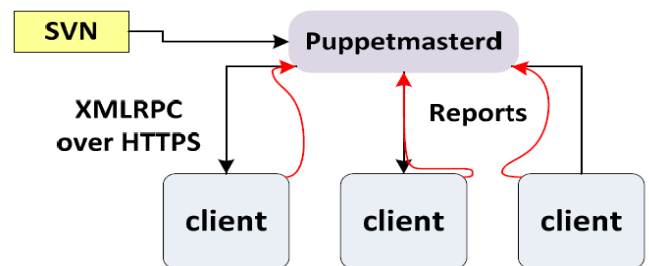 SVN
Puppetmasterd
XMLRPC
over HTTPS
Reports
client
client
client